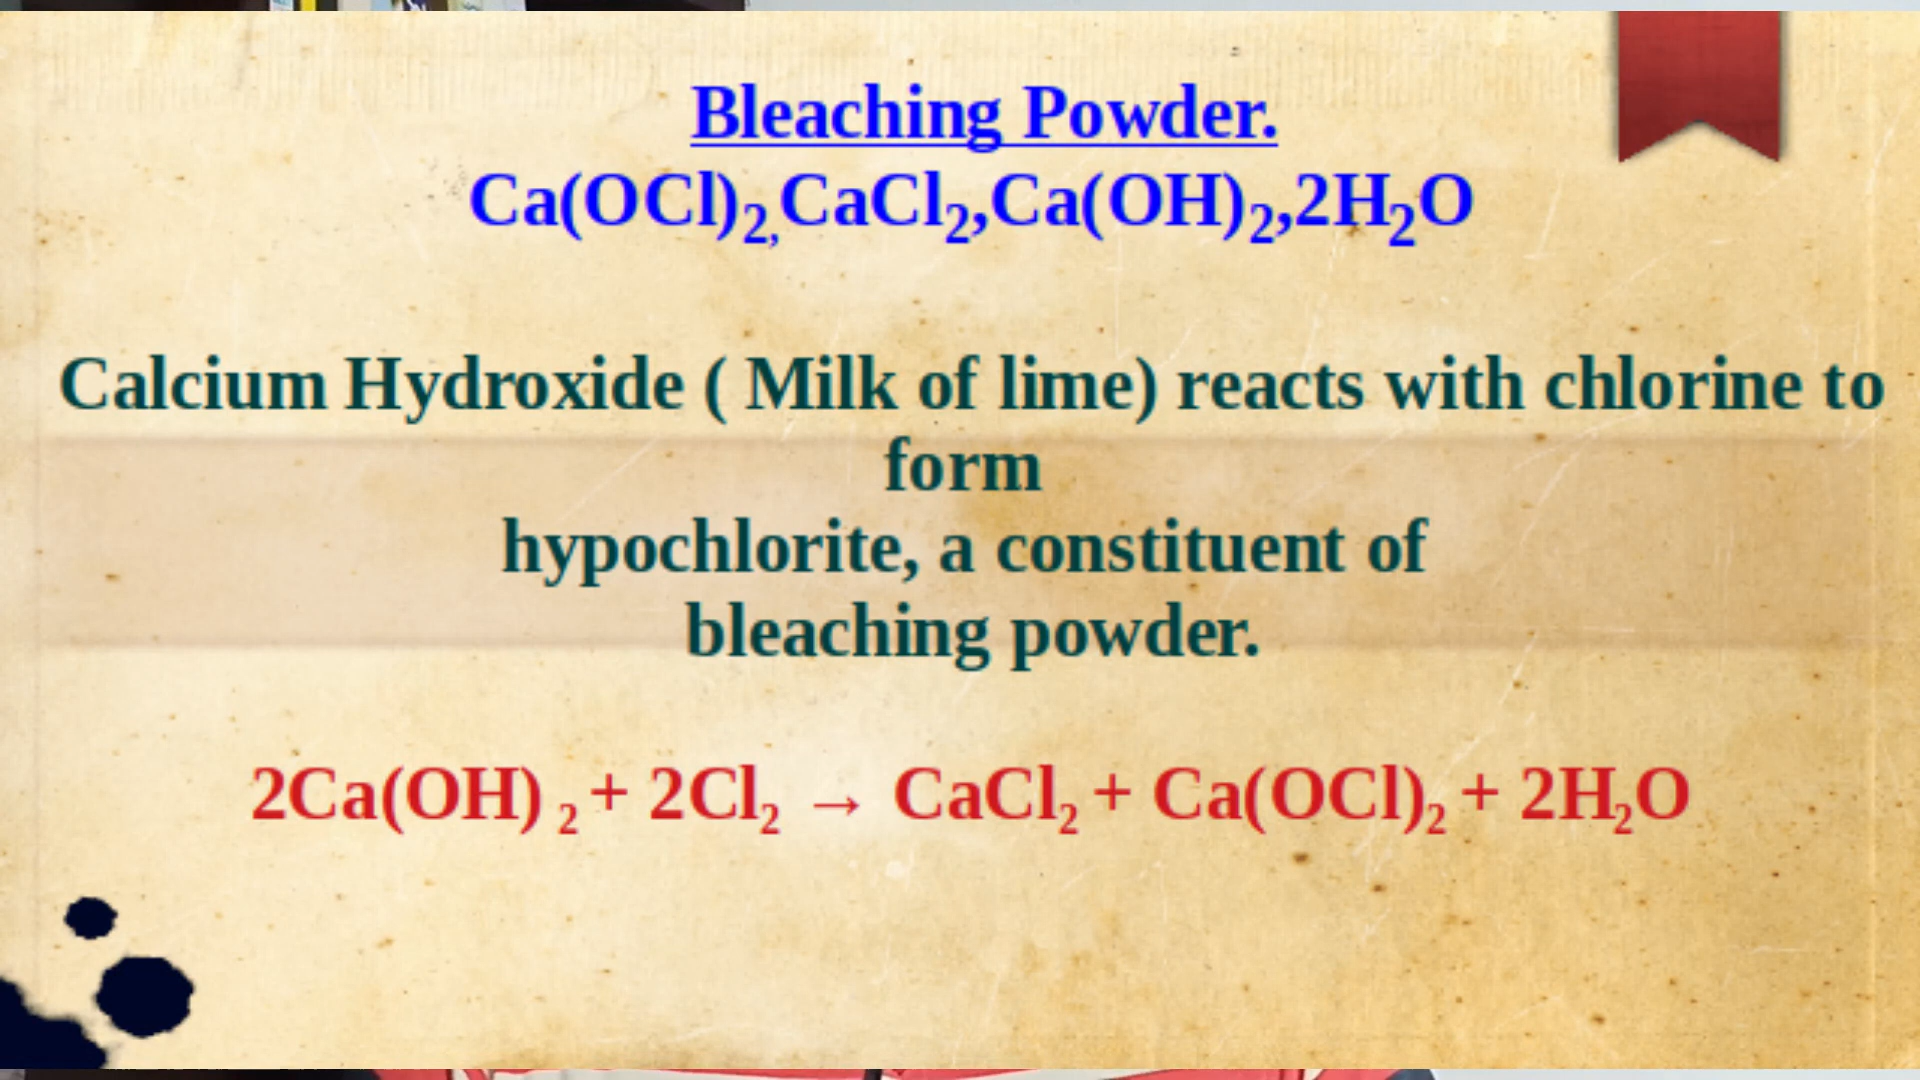 Bleaching Powder.
Ca(OCl)₂,CaCl₂,Ca(OH)₂,2H₂O
Calcium Hydroxide ( Milk of lime) reacts with chlorine to
form
hypochlorite, a constituent of
bleaching powder.
2Ca(OH) ₂ + 2Cl₂ → CaCl₂ + Ca(OCl)₂ + 2H₂O